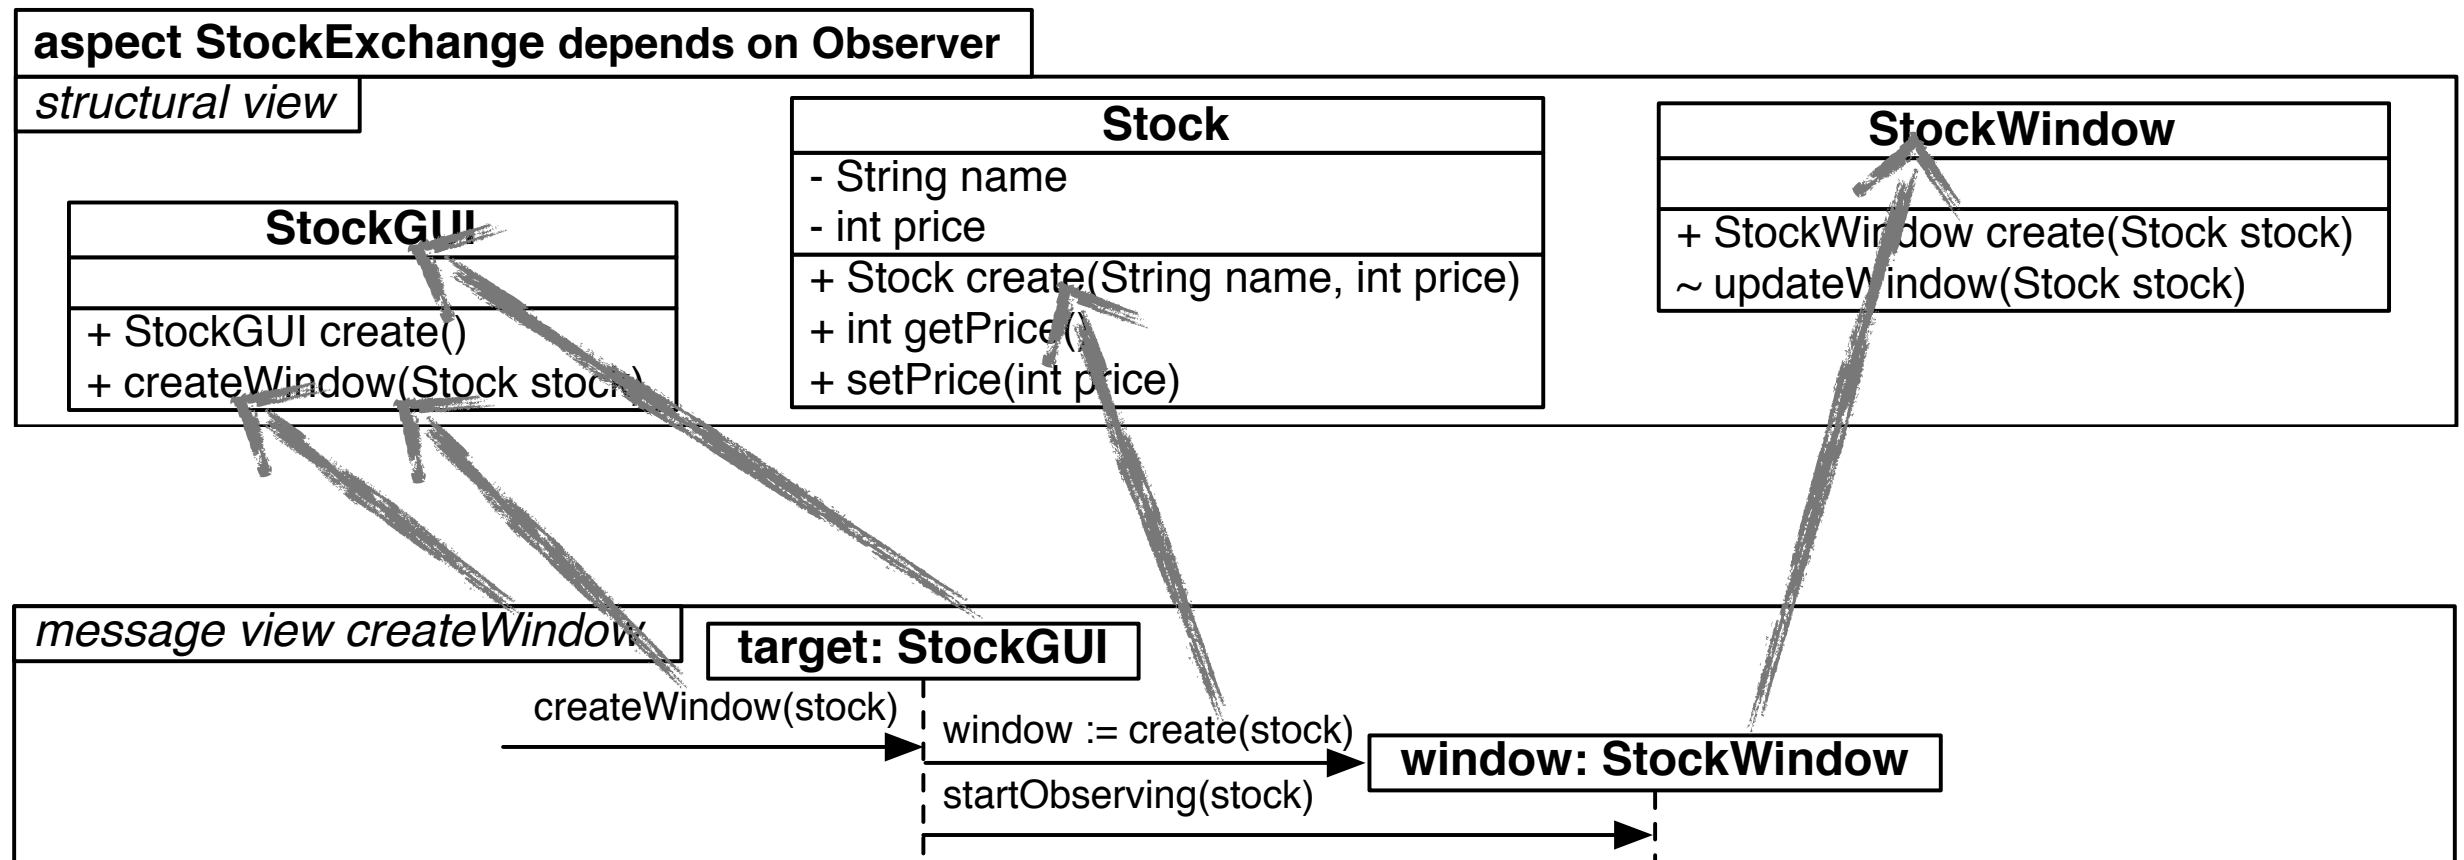 aspect StockExchange depends on Observer
structural view
StockGUI
+ StockGUI create()
+ createWindow(Stock stock)
Stock
- String name
- int price
+ Stock create(String name, int price)
+ int getPrice()
+ setPrice(int price)
StockWindow
+ StockWindow create(Stock stock)
~ updateWindow(Stock stock)
message view createWindow
target: StockGUI
createWindow(stock)
window := create(stock)
window: StockWindow
startObserving(stock)